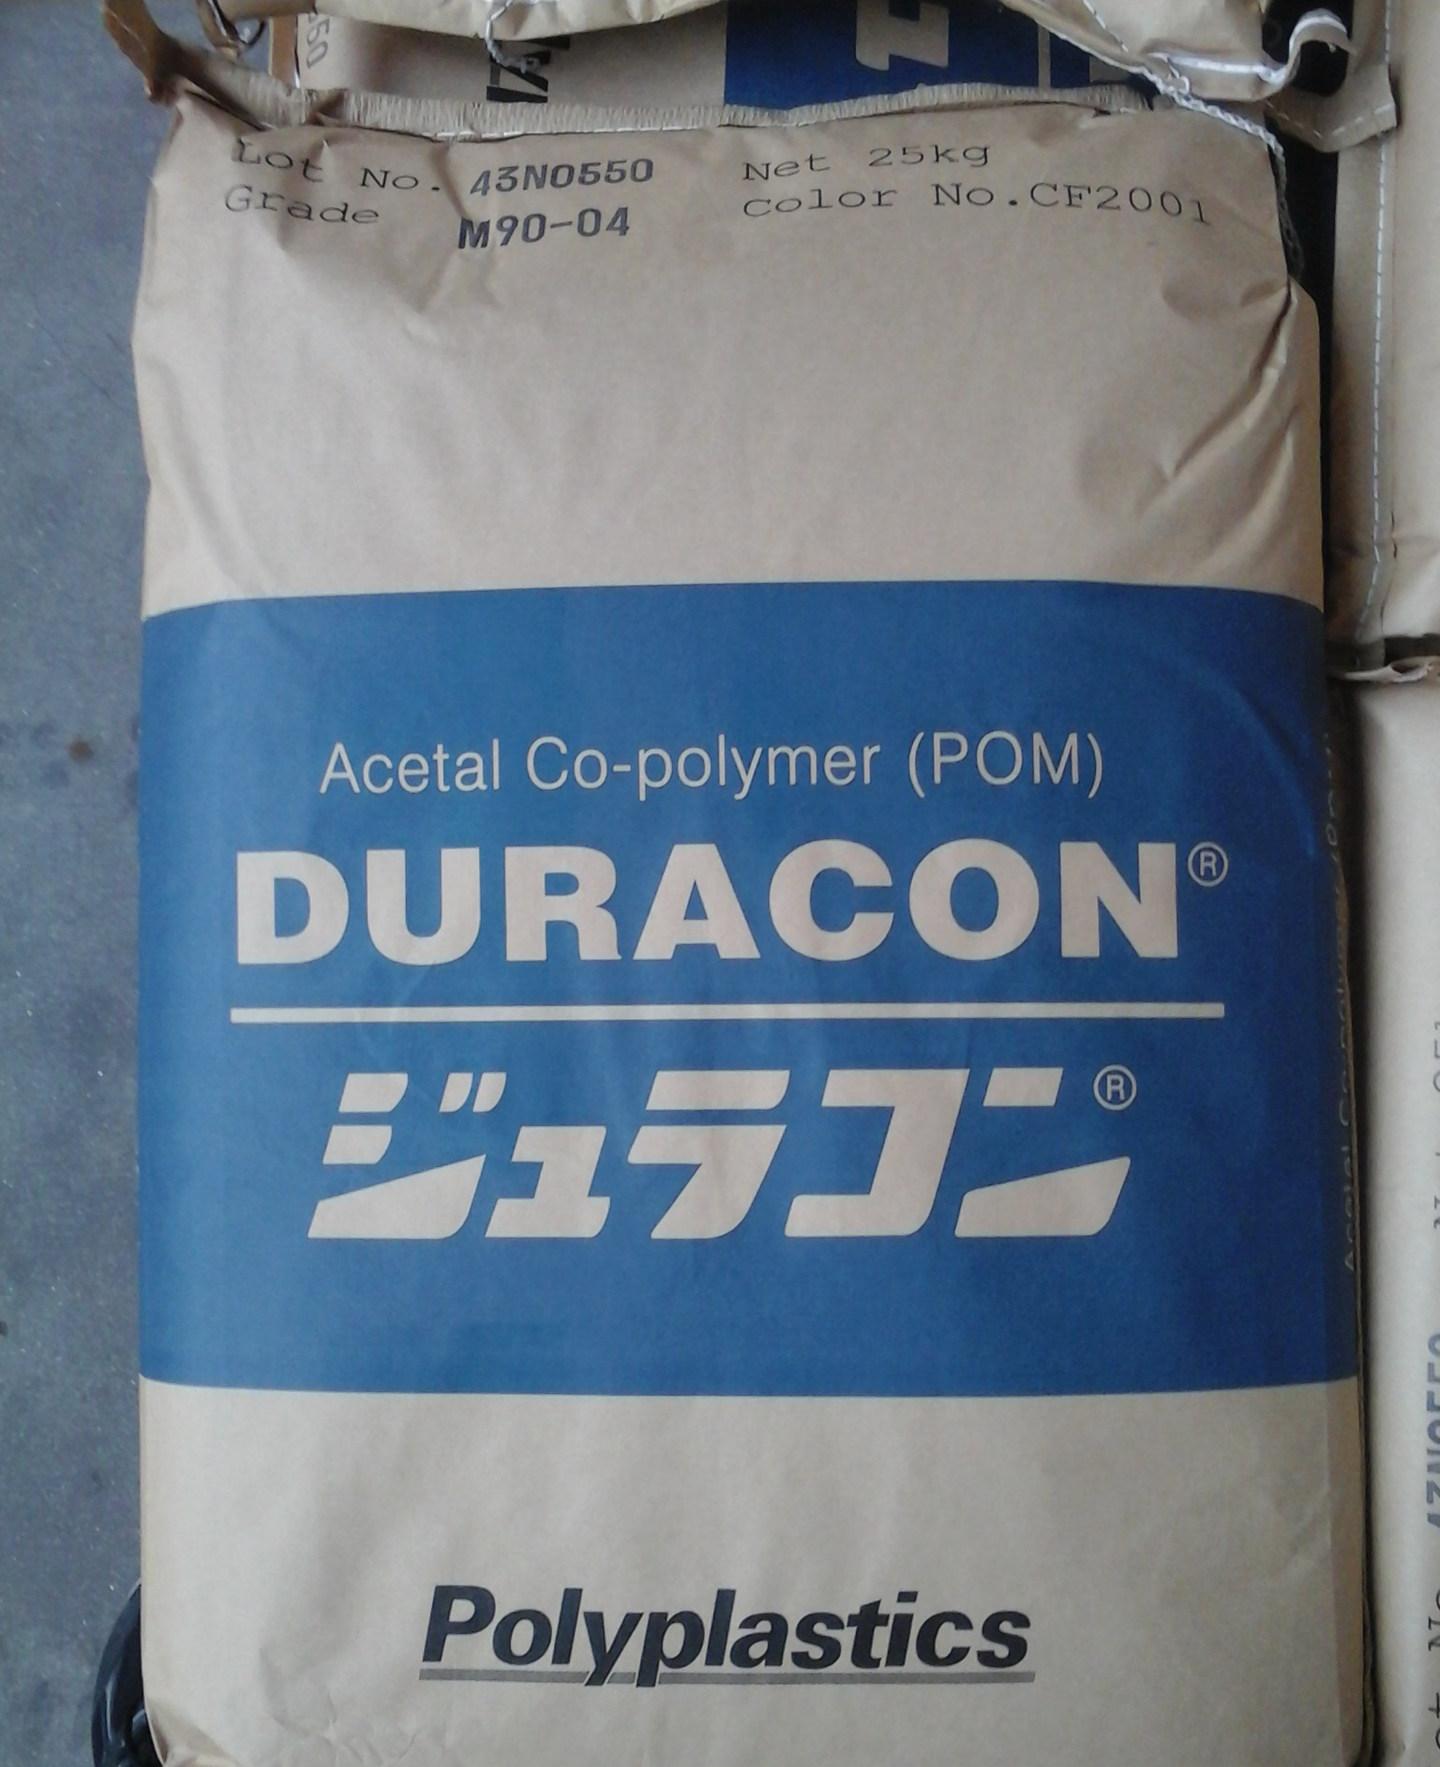 Lot No. 43N0550 Net 25kg
Grade M90-04 Color No.CF2001
Acetal Co-polymer (POM)
DURACON®
ジュラコン®
Polyplastics